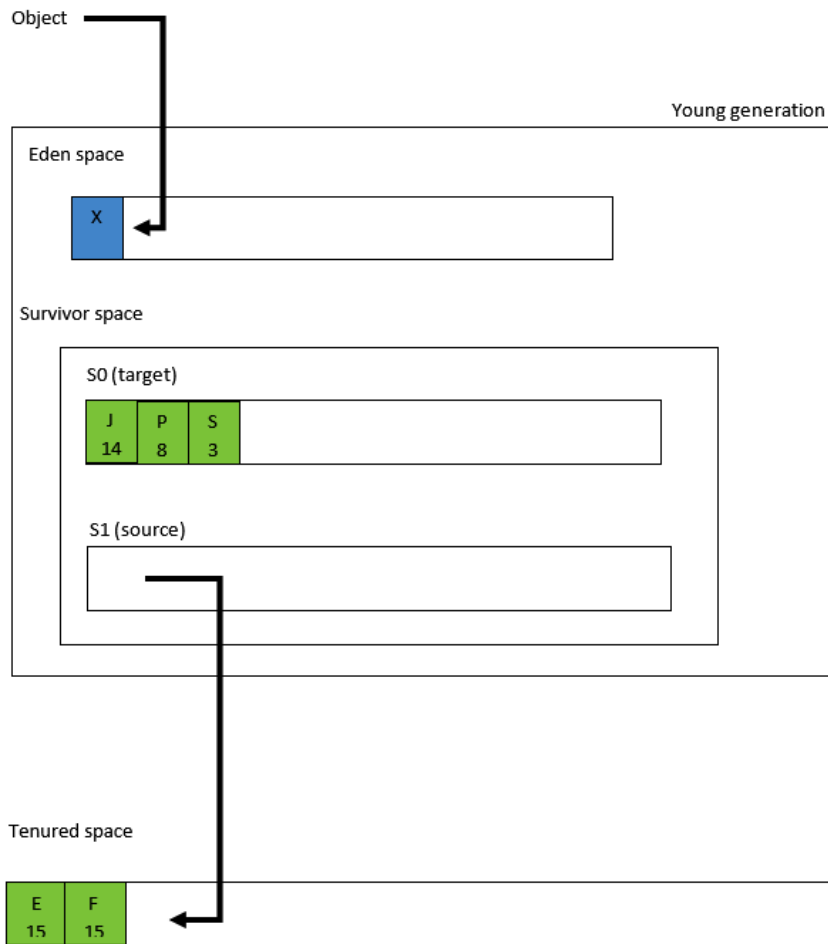 Object
Young generation
Eden space
X
Survivor space
S0 (target)
J P S
14 8 3
S1 (source)
Tenured space
E F
15 15